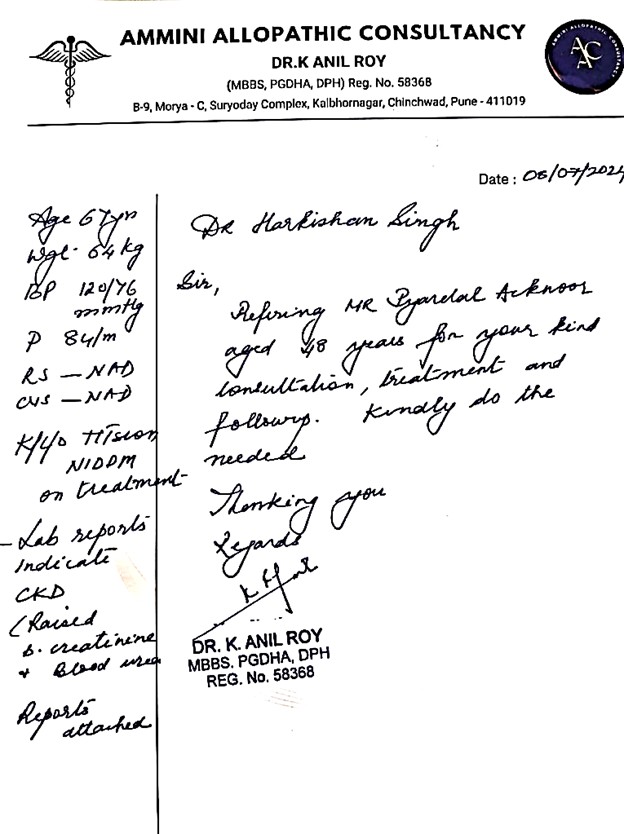 AMMINI ALLOPATHIC CONSULTANCY
DR.K ANIL ROY
(MBBS, PGDHA, DPH) Reg. No. 58368
B-9, Morya - C, Suryoday Complex, Kalbhornagar, Chinchwad, Pune - 411019
AMMINI ALLOPATHIC CONSULTANCY
AAC
Date : 06/07/2024
Age 67yrs
Wgt- 64 kg
BP 120/76
mmHg
P 84/m
RS – NAD
CVS – NAD
K/c/o HTsion
NIDDM
on treatment
– Lab reports
Indicate
CKD
(Raised
s. creatinine
+ Blood urea
Reports
attached
Dr Harkishan Singh
Sir,
Refering MR Pyarelal Acknoor
aged 48 years for your kind
consultation, treatment and
followup. Kindly do the
needed
Thanking you
Regards
DR. K. ANIL ROY
MBBS. PGDHA, DPH
REG. No. 58368